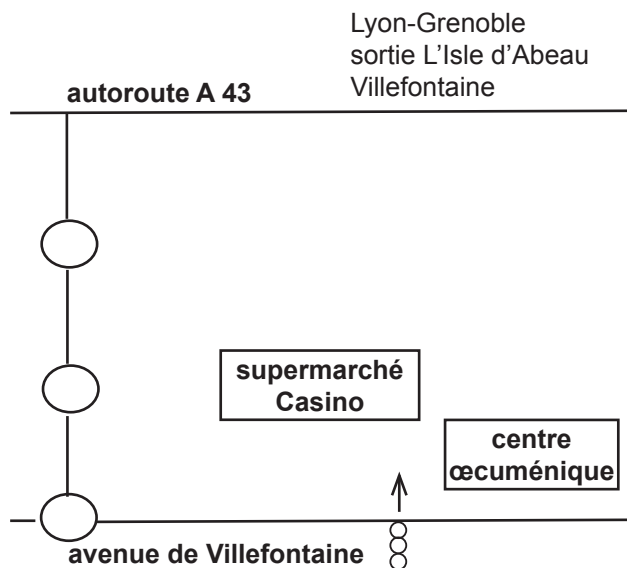 Lyon-Grenoble
sortie L'Isle d'Abeau
Villefontaine
autoroute A 43
supermarché
Casino
centre
œcuménique
avenue de Villefontaine